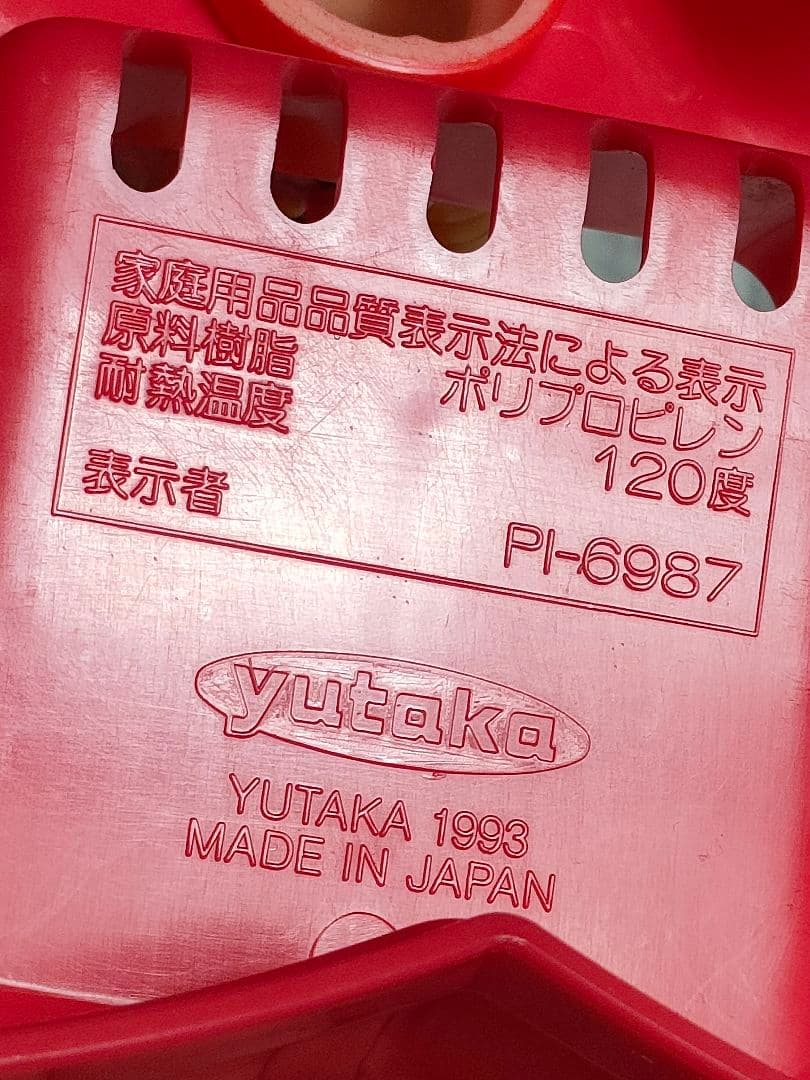 家庭用品品質表示法による表示
原料樹脂 ポリプロピレン
耐熱温度 120度
表示者 PI-6987
yutaka
YUTAKA 1993
MADE IN JAPAN